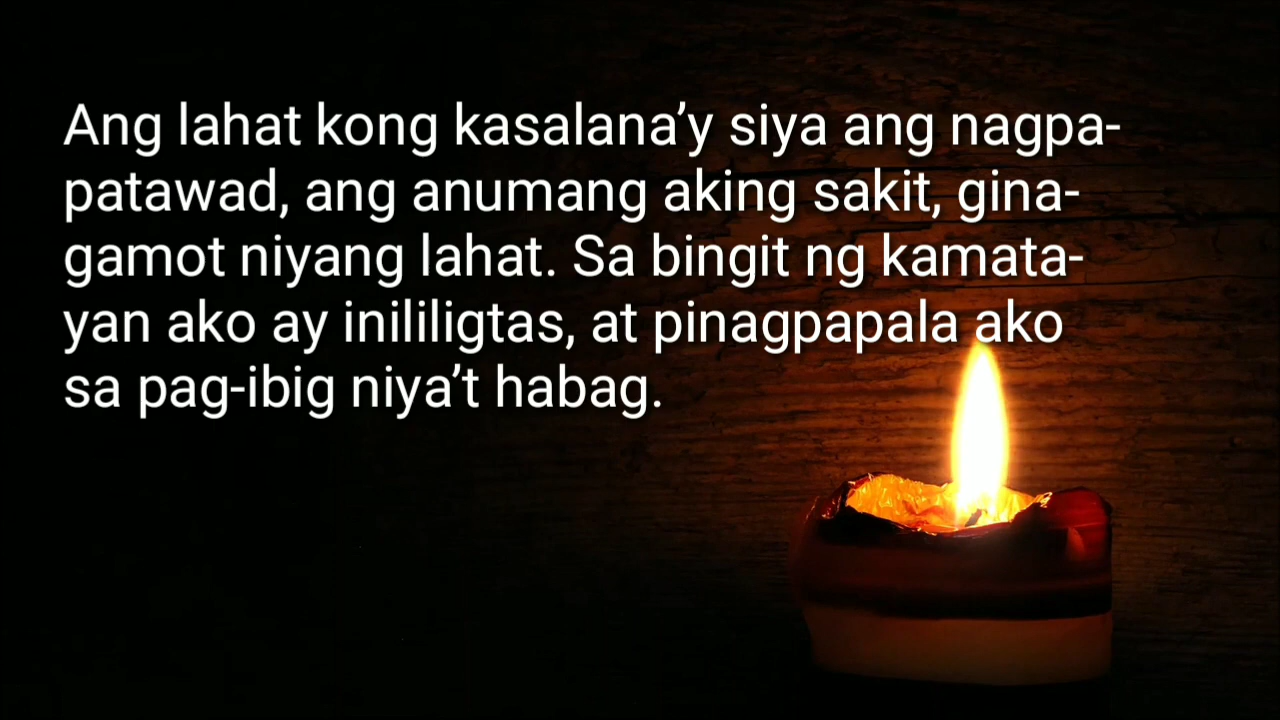 Ang lahat kong kasalana’y siya ang nagpa-
patawad, ang anumang aking sakit, gina-
gamot niyang lahat. Sa bingit ng kamata-
yan ako ay inililigtas, at pinagpapala ako
sa pag-ibig niya’t habag.